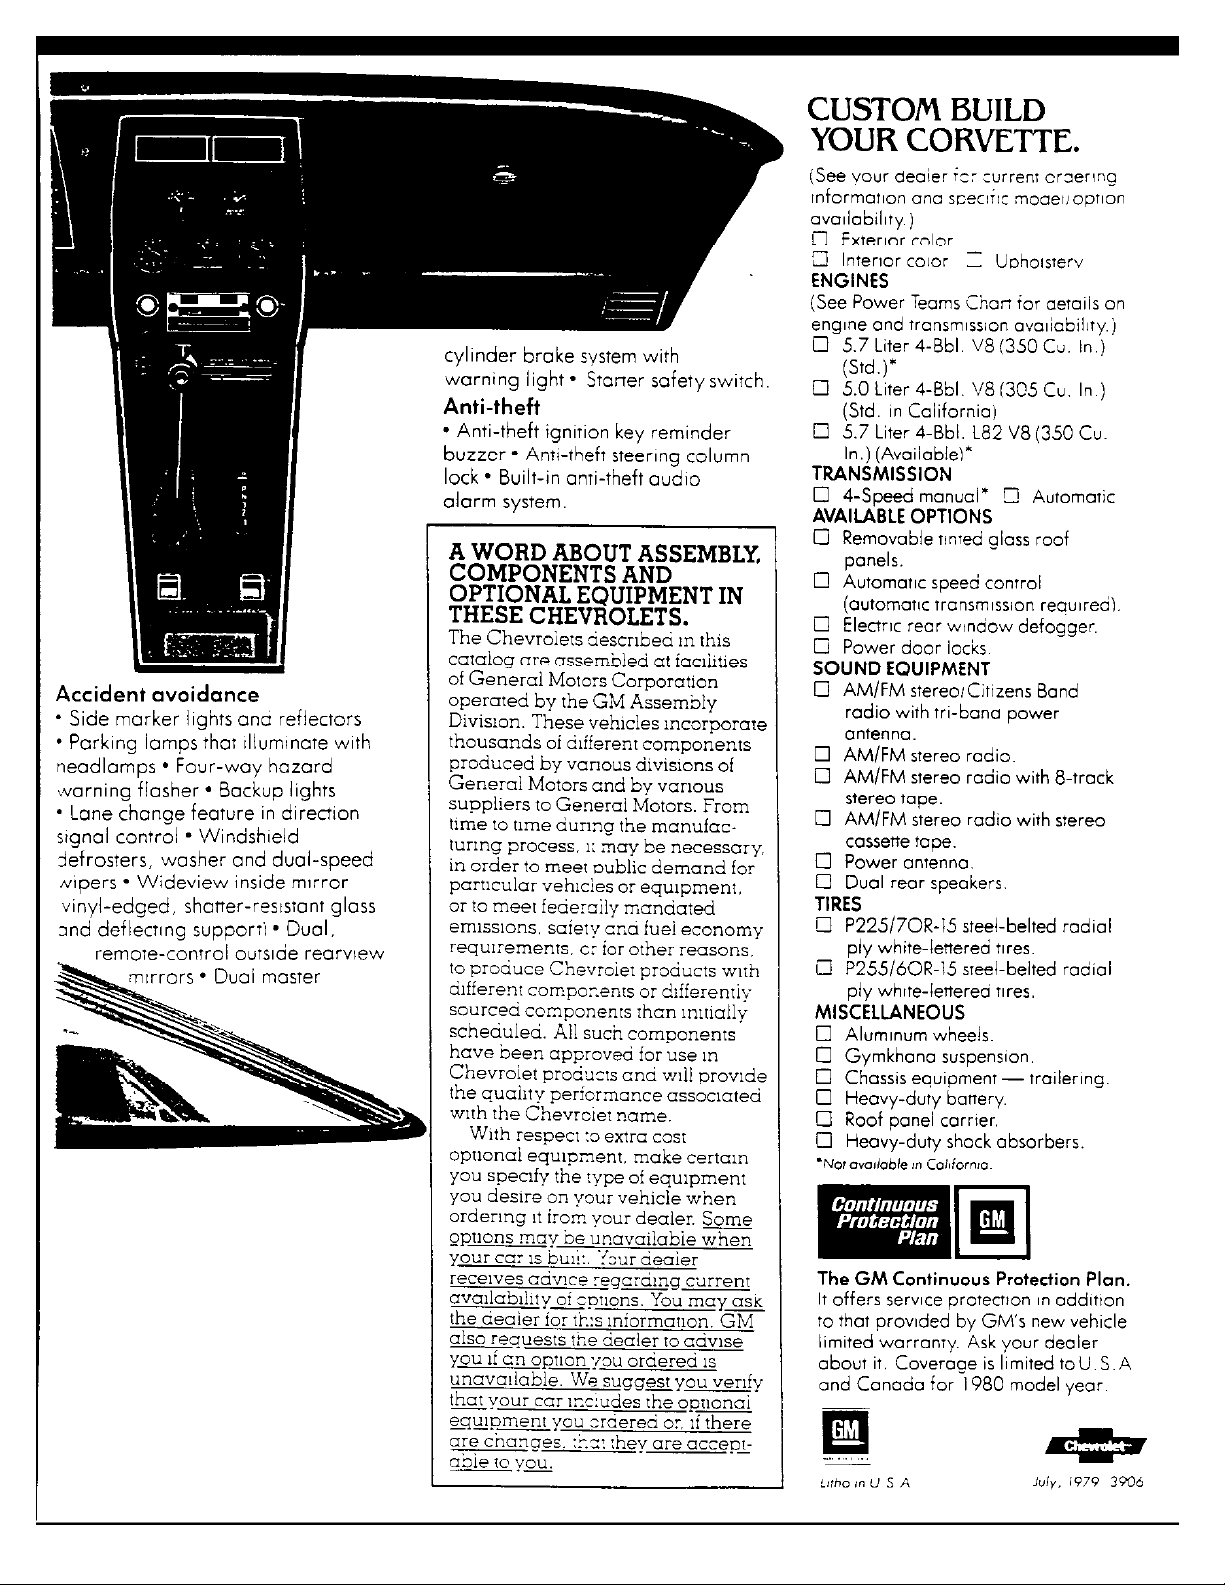 Accident avoidance
• Side marker lights and reflectors
• Parking lamps that illuminate with
headlamps • Four-way hazard
warning flasher • Backup lights
• Lane change feature in direction
signal control • Windshield
defrosters, washer and dual-speed
wipers • Wideview inside mirror
vinyl-edged, shatter-resistant glass
and deflecting support) • Dual,
remote-control outside rearview
mirrors • Dual master
cylinder brake system with
warning light • Starter safety switch.
Anti-theft
• Anti-theft ignition key reminder
buzzer • Anti-theft steering column
lock • Built-in anti-theft audio
alarm system.
A WORD ABOUT ASSEMBLY,
COMPONENTS AND
OPTIONAL EQUIPMENT IN
THESE CHEVROLETS.
The Chevrolets described in this
catalog are assembled at facilities
of General Motors Corporation
operated by the GM Assembly
Division. These vehicles incorporate
thousands of different components
produced by various divisions of
General Motors and by various
suppliers to General Motors. From
time to time during the manufac-
turing process, it may be necessary,
in order to meet public demand for
particular vehicles or equipment,
or to meet federally mandated
emissions, safety and fuel economy
requirements, or for other reasons,
to produce Chevrolet products with
different components or differently
sourced components than initially
scheduled. All such components
have been approved for use in
Chevrolet products and will provide
the quality performance associated
with the Chevrolet name.
With respect to extra cost
optional equipment, make certain
you specify the type of equipment
you desire on your vehicle when
ordering it from your dealer. Some
options may be unavailable when
your car is built. Your dealer
receives advice regarding current
availability of options. You may ask
the dealer for this information. GM
also requests the dealer to advise
you if an option you ordered is
unavailable. We suggest you verify
that your car includes the optional
equipment you ordered or, if there
are changes, that they are accept-
able to you.
CUSTOM BUILD
YOUR CORVETTE.
(See your dealer for current ordering
information and specific model/option
availability.)
☐ Exterior color
☐ Interior color ☐ Upholstery
ENGINES
(See Power Teams Chart for details on
engine and transmission availability.)
☐ 5.7 Liter 4-Bbl. V8 (350 Cu. In.)
(Std.)*
☐ 5.0 Liter 4-Bbl. V8 (305 Cu. In.)
(Std. in California)
☐ 5.7 Liter 4-Bbl. L82 V8 (350 Cu.
In.) (Available)*
TRANSMISSION
☐ 4-Speed manual* ☐ Automatic
AVAILABLE OPTIONS
☐ Removable tinted glass roof
panels.
☐ Automatic speed control
(automatic transmission required).
☐ Electric rear window defogger.
☐ Power door locks.
SOUND EQUIPMENT
☐ AM/FM stereo/Citizens Band
radio with tri-band power
antenna.
☐ AM/FM stereo radio.
☐ AM/FM stereo radio with 8-track
stereo tape.
☐ AM/FM stereo radio with stereo
cassette tape.
☐ Power antenna.
☐ Dual rear speakers.
TIRES
☐ P225/70R-15 steel-belted radial
ply white-lettered tires.
☐ P255/60R-15 steel-belted radial
ply white-lettered tires.
MISCELLANEOUS
☐ Aluminum wheels.
☐ Gymkhana suspension.
☐ Chassis equipment — trailering.
☐ Heavy-duty battery.
☐ Roof panel carrier.
☐ Heavy-duty shock absorbers.
*Not available in California.
Continuous
Protection
Plan
GM
The GM Continuous Protection Plan.
It offers service protection in addition
to that provided by GM's new vehicle
limited warranty. Ask your dealer
about it. Coverage is limited to U.S.A
and Canada for 1980 model year.
GM
Chevrolet
Litho in U S A
July, 1979 3906